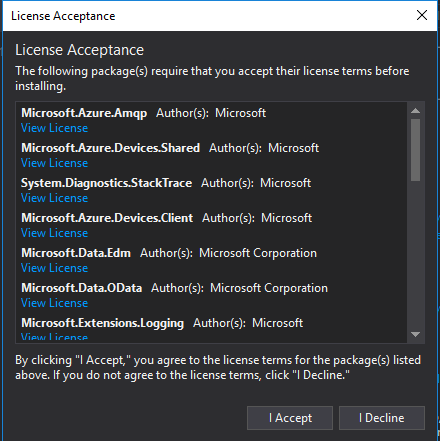 License Acceptance
License Acceptance
The following package(s) require that you accept their license terms before
installing.
Microsoft.Azure.Amqp Author(s): Microsoft
View License
Microsoft.Azure.Devices.Shared Author(s): Microsoft
View License
System.Diagnostics.StackTrace Author(s): Microsoft
View License
Microsoft.Azure.Devices.Client Author(s): Microsoft
View License
Microsoft.Data.Edm Author(s): Microsoft Corporation
View License
Microsoft.Data.OData Author(s): Microsoft Corporation
View License
Microsoft.Extensions.Logging Author(s): Microsoft
View License
By clicking "I Accept," you agree to the license terms for the package(s) listed
above. If you do not agree to the license terms, click "I Decline."
I Accept I Decline